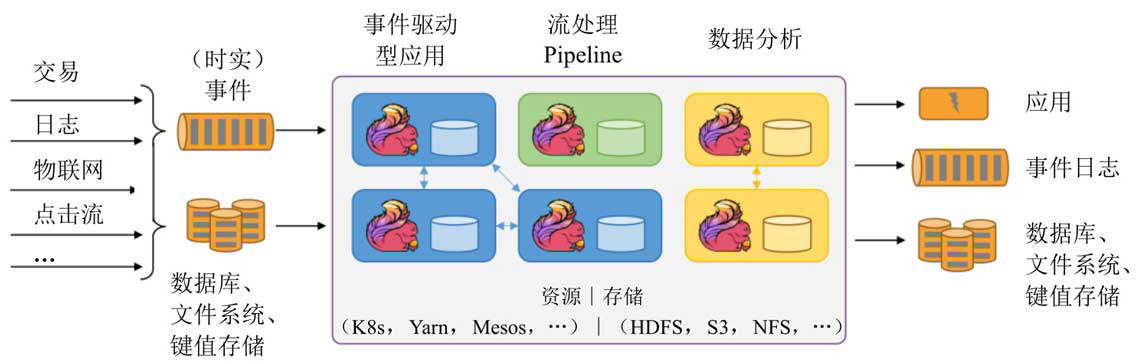 交易
日志
物联网
点击流
…
（时实）
事件
数据库、
文件系统、
键值存储
事件驱动
型应用
流处理
Pipeline
数据分析
资源｜存储
（K8s，Yarn，Mesos，…）｜（HDFS，S3，NFS，…）
应用
事件日志
数据库、
文件系统、
键值存储